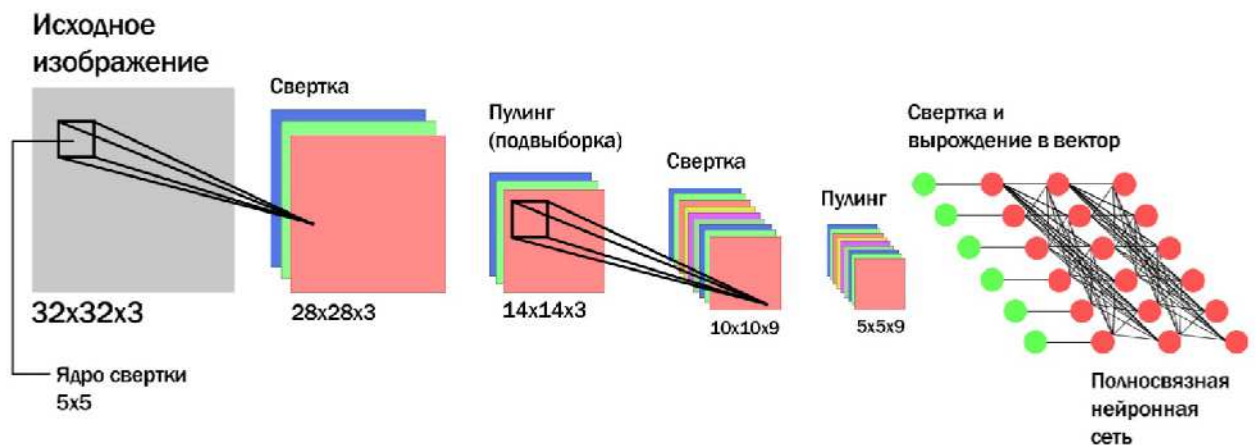 Исходное
изображение
Свертка
Пулинг
(подвыборка)
Свертка
Пулинг
Свертка и
вырождение в вектор
32x32x3
28x28x3
14x14x3
10x10x9
5x5x9
Ядро свертки
5x5
Полносвязная
нейронная
сеть